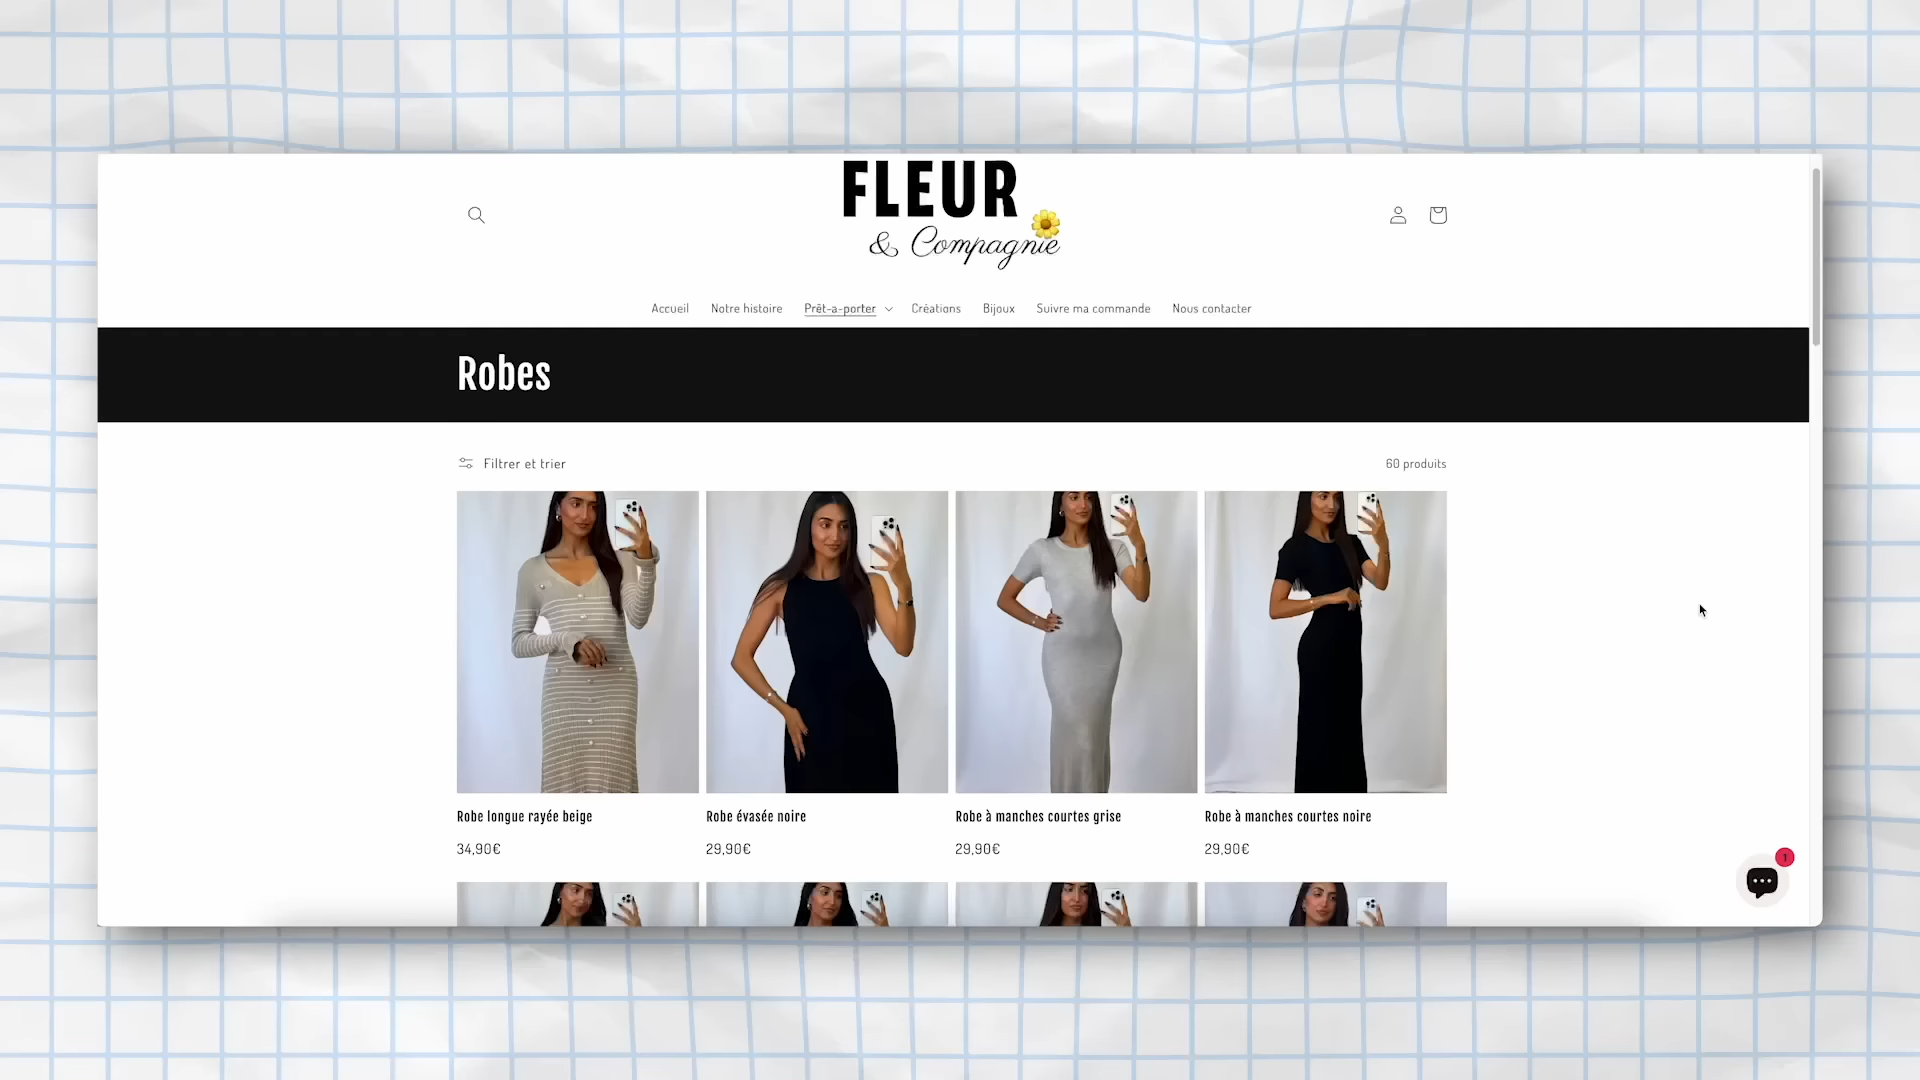 FLEUR
& Compagnie
Accueil Notre histoire Prêt-a-porter Créations Bijoux Suivre ma commande Nous contacter
Robes
Filtrer et trier 60 produits
Robe longue rayée beige Robe évasée noire Robe à manches courtes grise Robe à manches courtes noire
34,90€ 29,90€ 29,90€ 29,90€
1